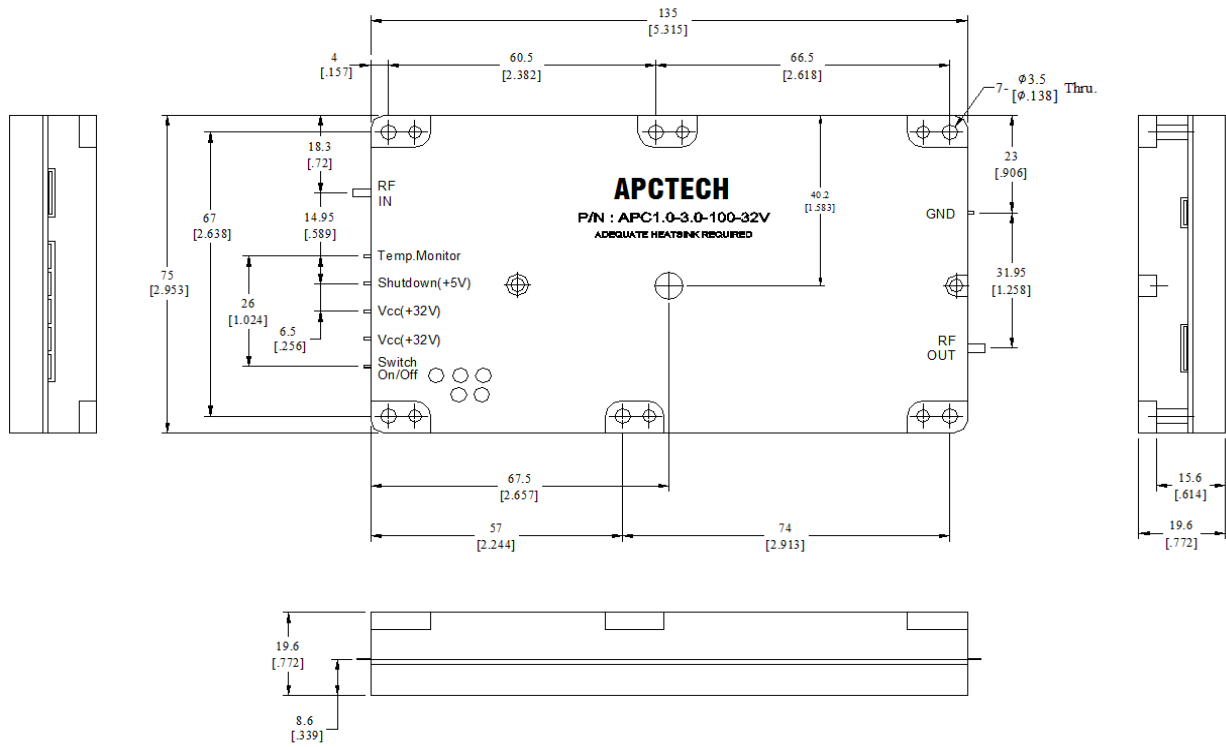 135
[5.315]
4
[.157]
60.5
[2.382]
66.5
[2.618]
7- ϕ3.5 Thru.
[ϕ.138]
18.3
[.72]
RF
IN
APCTECH
P/N : APC1.0-3.0-100-32V
ADEQUATE HEATSINK REQUIRED
40.2
[1.583]
23
[.906]
GND
67
[2.638]
14.95
[.589]
Temp.Monitor
Shutdown(+5V)
75
[2.953]
26
[1.024]
Vcc(+32V)
6.5
[.256]
Vcc(+32V)
Switch
On/Off
31.95
[1.258]
RF
OUT
67.5
[2.657]
57
[2.244]
74
[2.913]
15.6
[.614]
19.6
[.772]
19.6
[.772]
8.6
[.339]